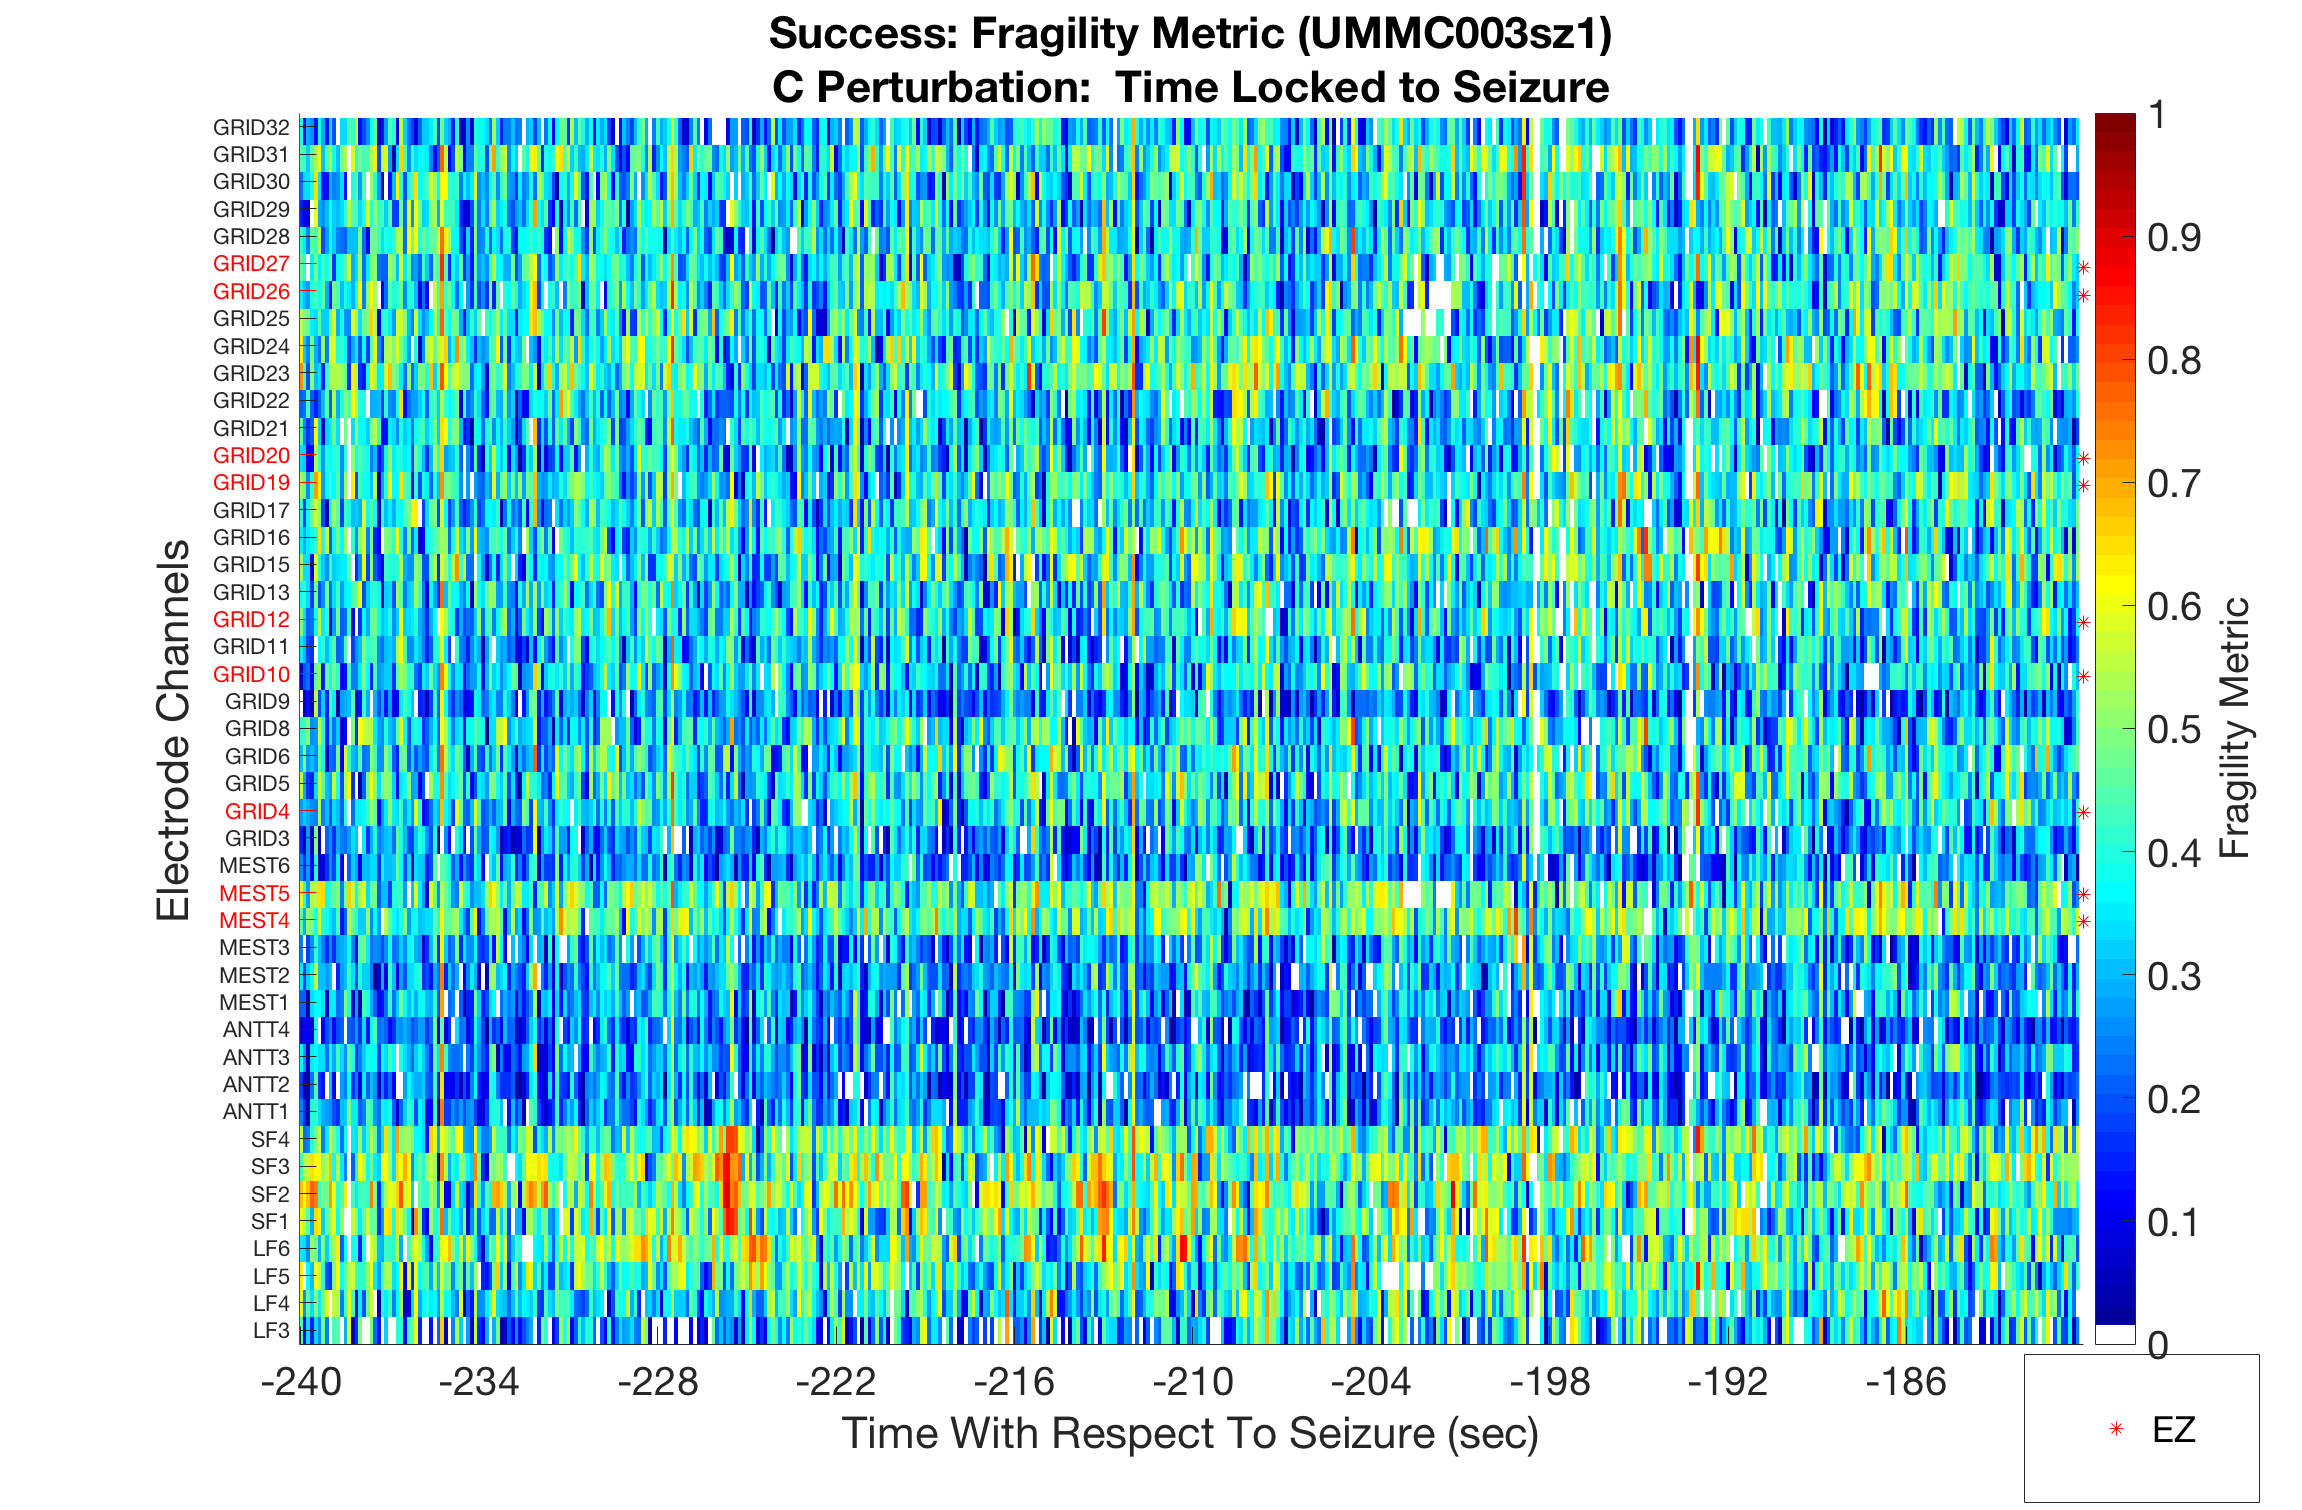 Success: Fragility Metric (UMMC003sz1)
C Perturbation:  Time Locked to Seizure
Electrode Channels
GRID32
GRID31
GRID30
GRID29
GRID28
GRID27
GRID26
GRID25
GRID24
GRID23
GRID22
GRID21
GRID20
GRID19
GRID17
GRID16
GRID15
GRID13
GRID12
GRID11
GRID10
GRID9
GRID8
GRID6
GRID5
GRID4
GRID3
MEST6
MEST5
MEST4
MEST3
MEST2
MEST1
ANTT4
ANTT3
ANTT2
ANTT1
SF4
SF3
SF2
SF1
LF6
LF5
LF4
LF3
-240 -234 -228 -222 -216 -210 -204 -198 -192 -186
Time With Respect To Seizure (sec)
1
0.9
0.8
0.7
0.6
0.5
0.4
0.3
0.2
0.1
0
Fragility Metric
EZ